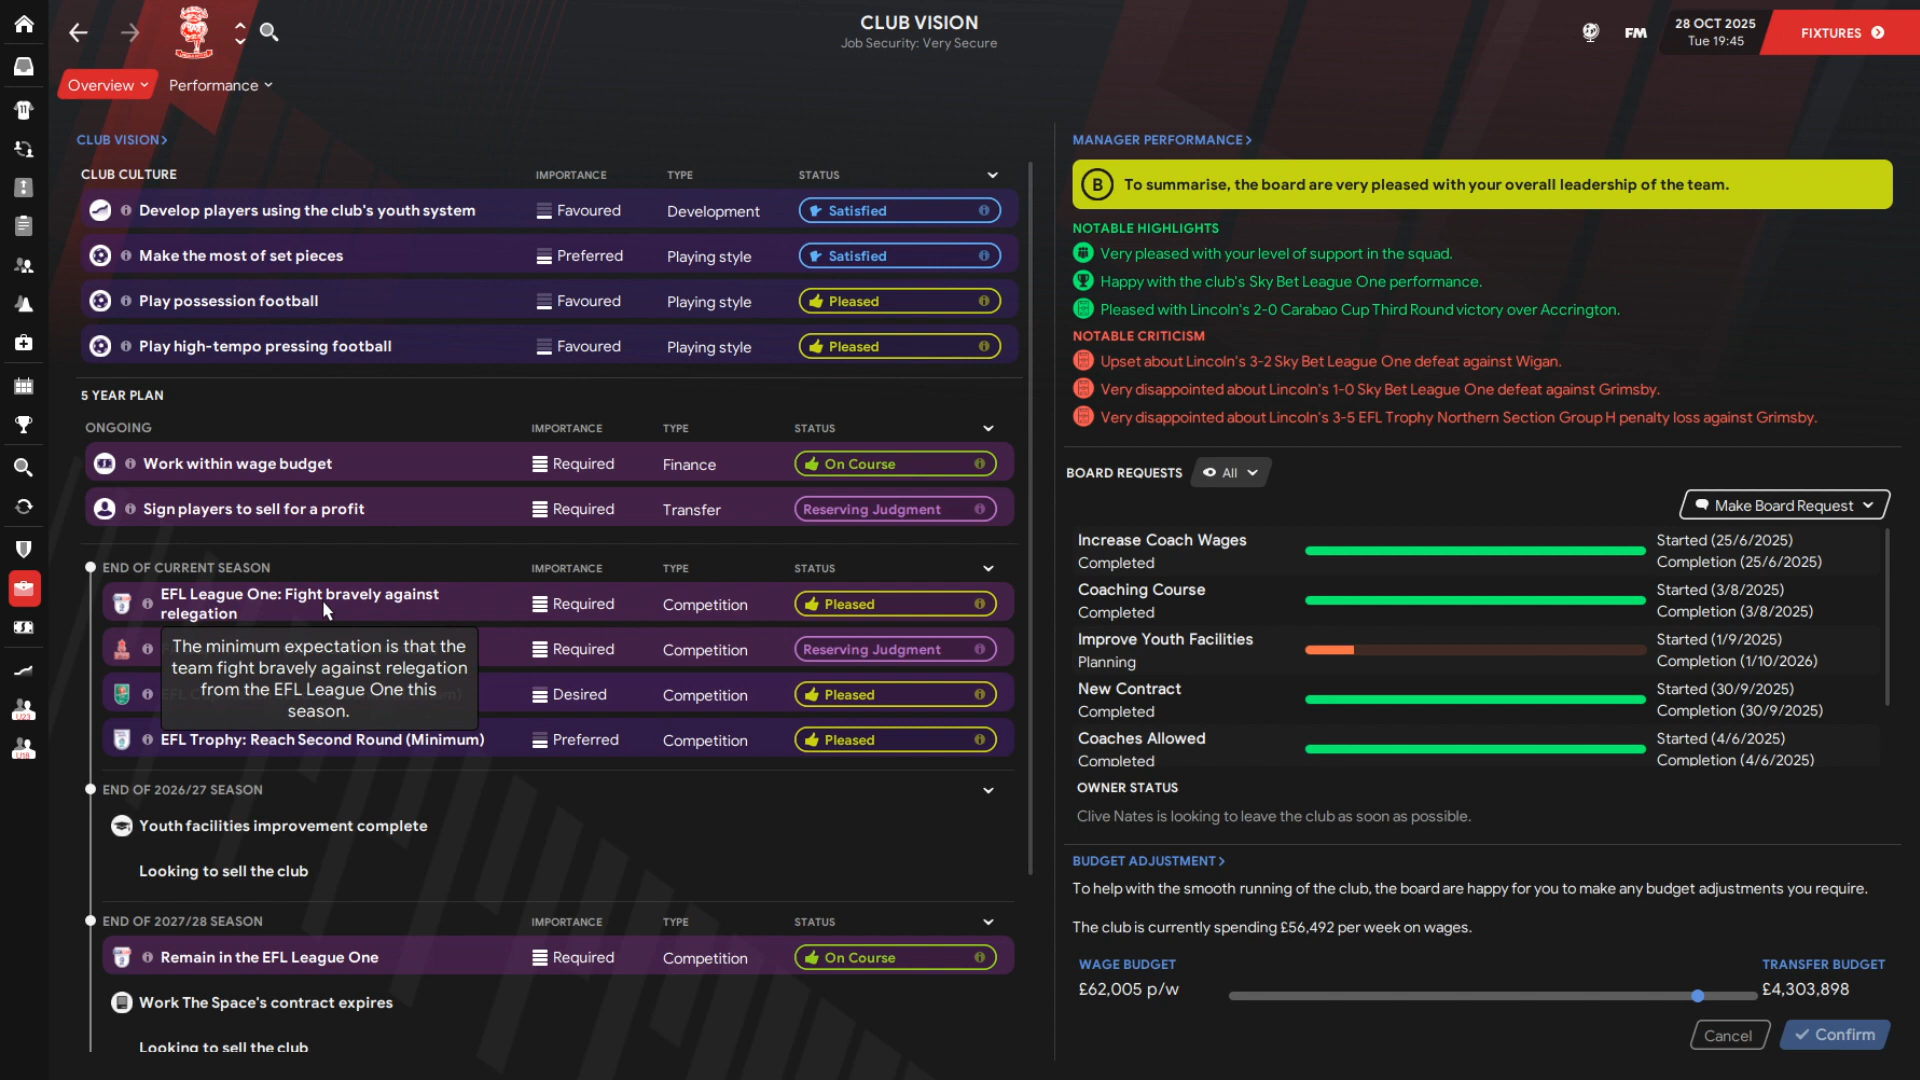 CLUB VISION
Job Security: Very Secure
FM
28 OCT 2025
Tue 19:45
FIXTURES
Overview
Performance
CLUB VISION>
CLUB CULTURE IMPORTANCE TYPE STATUS
Develop players using the club's youth system Favoured Development Satisfied
Make the most of set pieces Preferred Playing style Satisfied
Play possession football Favoured Playing style Pleased
Play high-tempo pressing football Favoured Playing style Pleased
5 YEAR PLAN
ONGOING IMPORTANCE TYPE STATUS
Work within wage budget Required Finance On Course
Sign players to sell for a profit Required Transfer Reserving Judgment
END OF CURRENT SEASON IMPORTANCE TYPE STATUS
EFL League One: Fight bravely against
relegation Required Competition Pleased
The minimum expectation is that the
team fight bravely against relegation
from the EFL League One this
season.
Required Competition Reserving Judgment
Desired Competition Pleased
EFL Trophy: Reach Second Round (Minimum) Preferred Competition Pleased
END OF 2026/27 SEASON
Youth facilities improvement complete
Looking to sell the club
END OF 2027/28 SEASON IMPORTANCE TYPE STATUS
Remain in the EFL League One Required Competition On Course
Work The Space's contract expires
Looking to sell the club
MANAGER PERFORMANCE>
B To summarise, the board are very pleased with your overall leadership of the team.
NOTABLE HIGHLIGHTS
Very pleased with your level of support in the squad.
Happy with the club's Sky Bet League One performance.
Pleased with Lincoln's 2-0 Carabao Cup Third Round victory over Accrington.
NOTABLE CRITICISM
Upset about Lincoln's 3-2 Sky Bet League One defeat against Wigan.
Very disappointed about Lincoln's 1-0 Sky Bet League One defeat against Grimsby.
Very disappointed about Lincoln's 3-5 EFL Trophy Northern Section Group H penalty loss against Grimsby.
BOARD REQUESTS All
Make Board Request
Increase Coach Wages Started (25/6/2025)
Completed Completion (25/6/2025)
Coaching Course Started (3/8/2025)
Completed Completion (3/8/2025)
Improve Youth Facilities Started (1/9/2025)
Planning Completion (1/10/2026)
New Contract Started (30/9/2025)
Completed Completion (30/9/2025)
Coaches Allowed Started (4/6/2025)
Completed Completion (4/6/2025)
OWNER STATUS
Clive Nates is looking to leave the club as soon as possible.
BUDGET ADJUSTMENT>
To help with the smooth running of the club, the board are happy for you to make any budget adjustments you require.
The club is currently spending £56,492 per week on wages.
WAGE BUDGET TRANSFER BUDGET
£62,005 p/w £4,303,898
Cancel Confirm